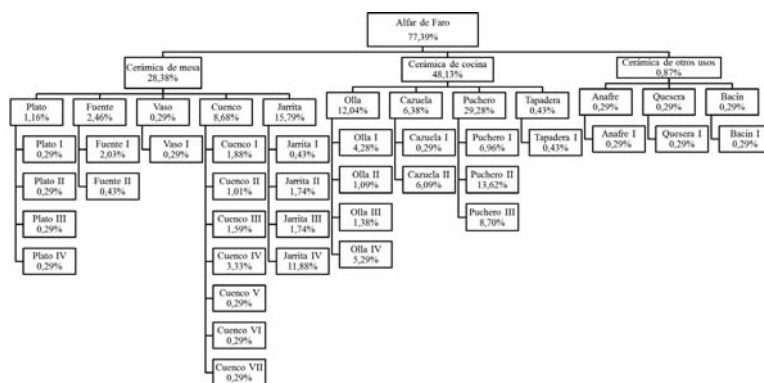 Alfar de Faro
77,39%
Cerámica de mesa
28,38%
Cerámica de cocina
48,13%
Cerámica de otros usos
0,87%
Plato
1,16%
Fuente
2,46%
Vaso
0,29%
Cuenco
8,68%
Jarrita
15,79%
Olla
12,04%
Cazuela
6,38%
Puchero
29,28%
Tapadera
0,43%
Anafre
0,29%
Quesera
0,29%
Bacín
0,29%
Plato I
0,29%
Fuente I
2,03%
Vaso I
0,29%
Cuenco I
1,88%
Jarrita I
0,43%
Olla I
4,28%
Cazuela I
0,29%
Puchero I
6,96%
Tapadera I
0,43%
Anafre I
0,29%
Quesera I
0,29%
Bacín I
0,29%
Plato II
0,29%
Fuente II
0,43%
Cuenco II
1,01%
Jarrita II
1,74%
Olla II
1,09%
Cazuela II
6,09%
Puchero II
13,62%
Plato III
0,29%
Cuenco III
1,59%
Jarrita III
1,74%
Olla III
1,38%
Puchero III
8,70%
Plato IV
0,29%
Cuenco IV
3,33%
Jarrita IV
11,88%
Olla IV
5,29%
Cuenco V
0,29%
Cuenco VI
0,29%
Cuenco VII
0,29%